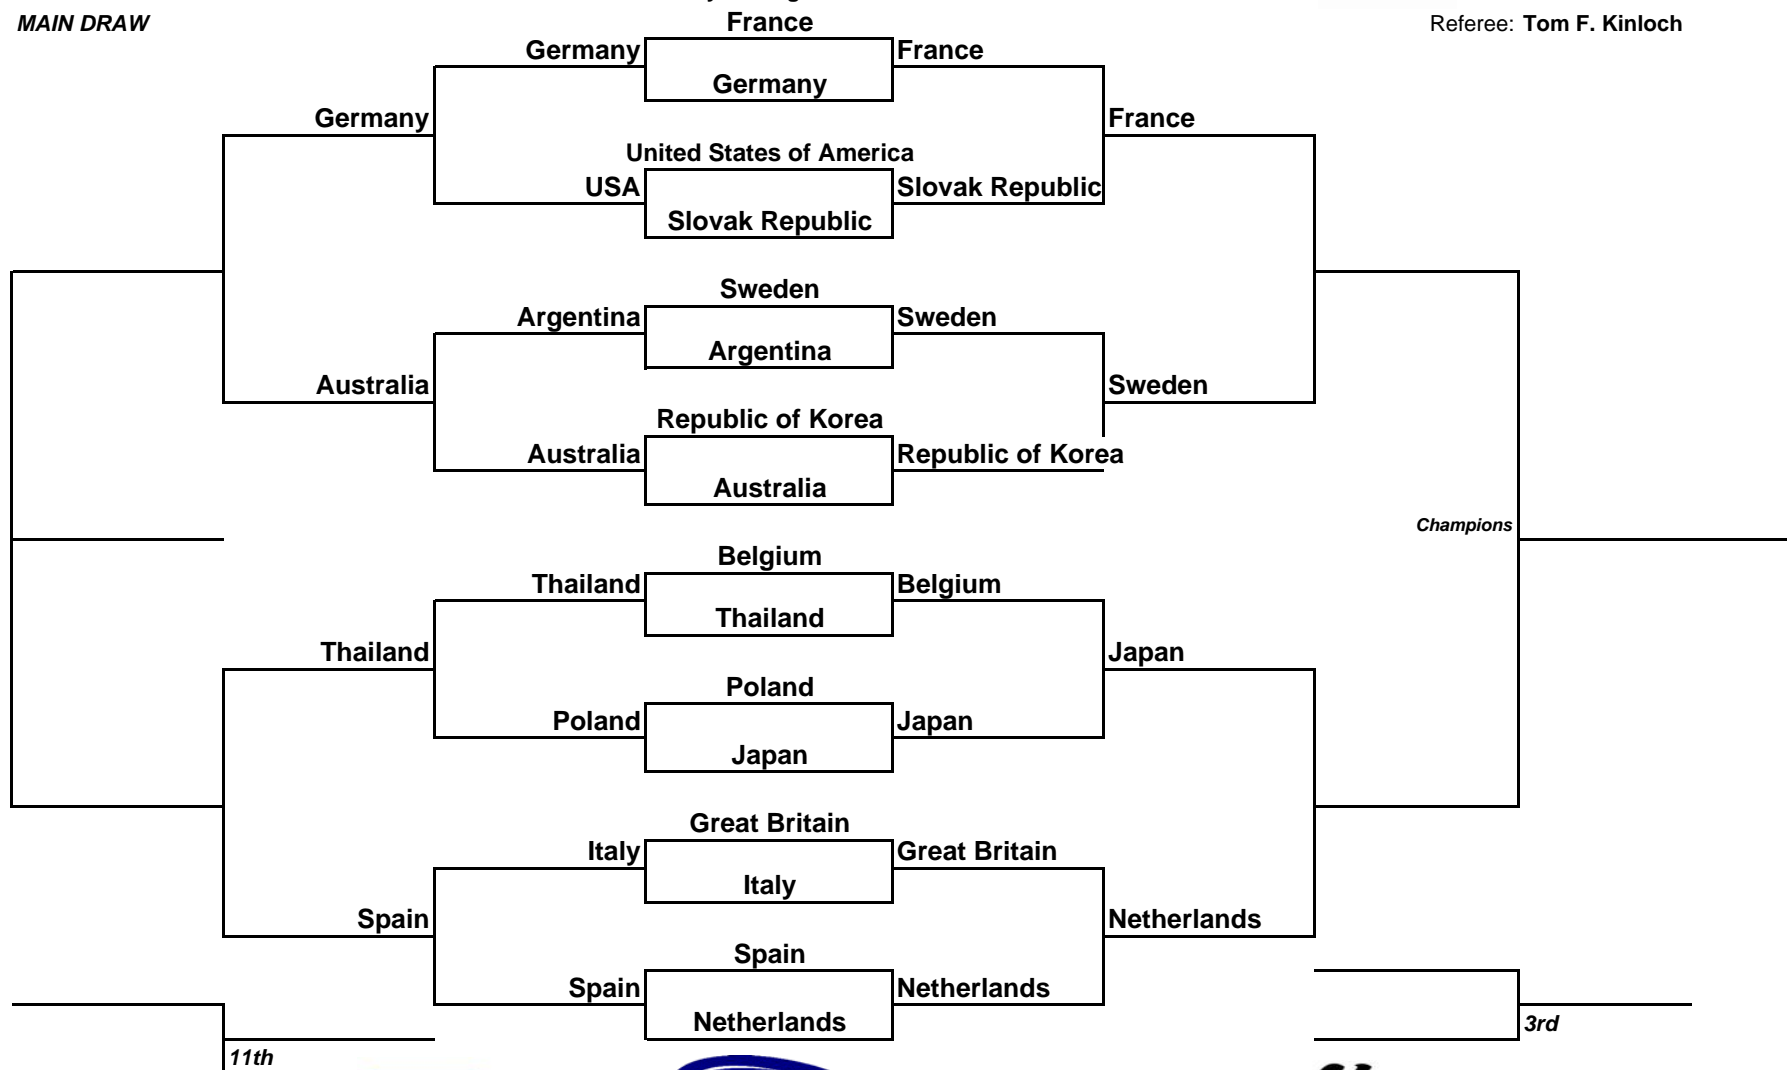 MAIN DRAW
Referee: Tom F. Kinloch
France
Germany
France
Germany
Germany
France
United States of America
USA
Slovak Republic
Slovak Republic
Sweden
Argentina
Sweden
Argentina
Australia
Sweden
Republic of Korea
Australia
Republic of Korea
Australia
Champions
Belgium
Thailand
Belgium
Thailand
Thailand
Japan
Poland
Poland
Japan
Japan
Great Britain
Italy
Great Britain
Italy
Spain
Netherlands
Spain
Spain
Netherlands
Netherlands
3rd
11th